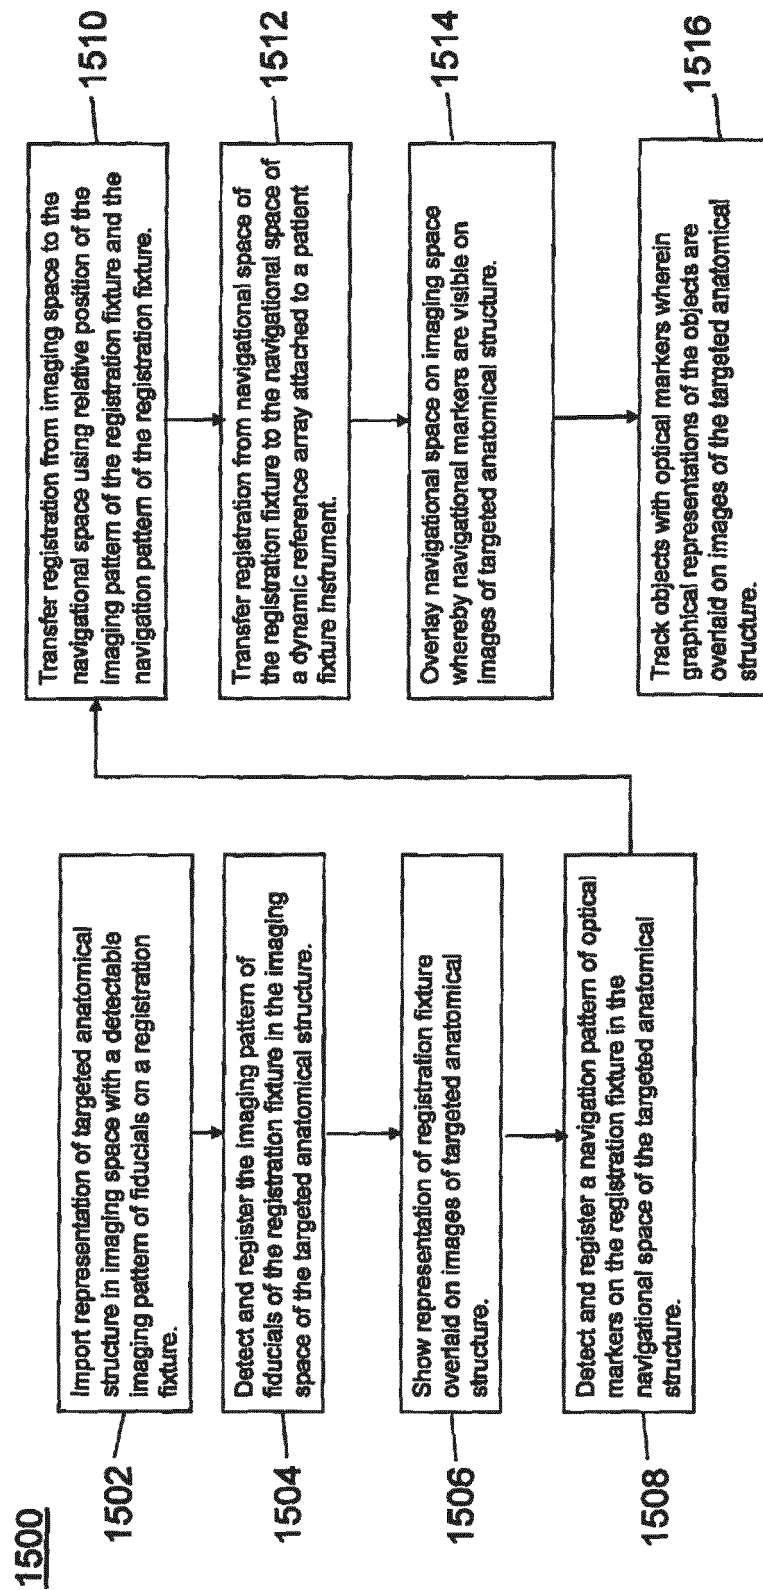 1500
1502
Import representation of targeted anatomical
structure in imaging space with a detectable
imaging pattern of fiducials on a registration
fixture.
1504
Detect and register the imaging pattern of
fiducials of the registration fixture in the imaging
space of the targeted anatomical structure.
1506
Show representation of registration fixture
overlaid on images of targeted anatomical
structure.
1508
Detect and register a navigation pattern of optical
markers on the registration fixture in the
navigational space of the targeted anatomical
structure.
1510
Transfer registration from imaging space to the
navigational space using relative position of the
imaging pattern of the registration fixture and the
navigation pattern of the registration fixture.
1512
Transfer registration from navigational space of
the registration fixture to the navigational space of
a dynamic reference array attached to a patient
fixture instrument.
1514
Overlay navigational space on imaging space
whereby navigational markers are visible on
images of targeted anatomical structure.
1516
Track objects with optical markers wherein
graphical representations of the objects are
overlaid on images of the targeted anatomical
structure.